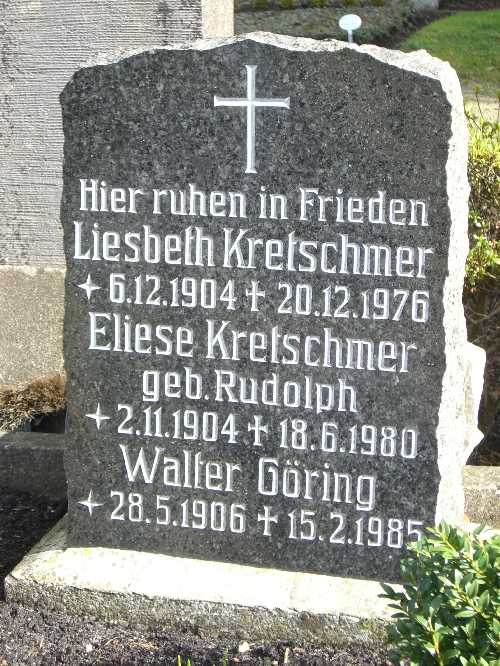 Hier ruhen in Frieden
Liesbeth Kretschmer
6.12.1904 † 20.12.1976
Eliese Kretschmer
geb. Rudolph
2.11.1904 † 18.6.1980
Walter Göring
28.5.1906 † 15.2.1985